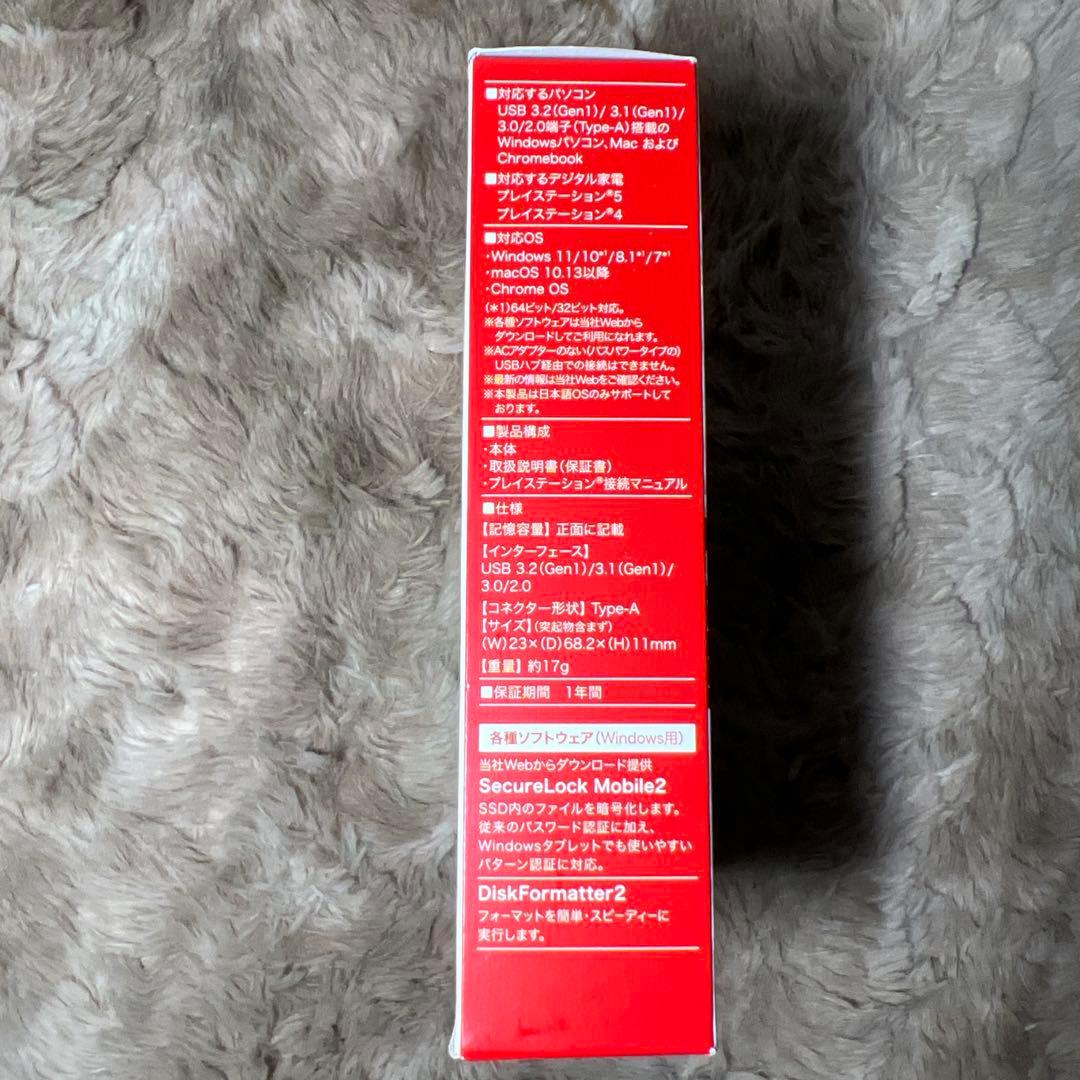 ■対応するパソコン
USB 3.2(Gen1)/ 3.1(Gen1)/
3.0/2.0端子(Type-A)搭載の
Windowsパソコン、Mac および
Chromebook
■対応するデジタル家電
プレイステーション®5
プレイステーション®4
■対応OS
・Windows 11/10*¹/8.1*¹/7*¹
・macOS 10.13以降
・Chrome OS
(*1)64ビット/32ビット対応。
※各種ソフトウェアは当社Webから
ダウンロードしてご利用になれます。
※ACアダプターのない(バスパワータイプの)
USBハブ経由での接続はできません。
※最新の情報は当社Webをご確認ください。
※本製品は日本語OSのみサポートして
おります。
■製品構成
・本体
・取扱説明書(保証書)
・プレイステーション®接続マニュアル
■仕様
【記憶容量】正面に記載
【インターフェース】
USB 3.2(Gen1)/3.1(Gen1)/
3.0/2.0
【コネクター形状】Type-A
【サイズ】(突起物含まず)
(W)23×(D)68.2×(H)11mm
【重量】約17g
■保証期間 1年間
各種ソフトウェア(Windows用)
当社Webからダウンロード提供
SecureLock Mobile2
SSD内のファイルを暗号化します。
従来のパスワード認証に加え、
Windowsタブレットでも使いやすい
パターン認証に対応。
DiskFormatter2
フォーマットを簡単・スピーディーに
実行します。